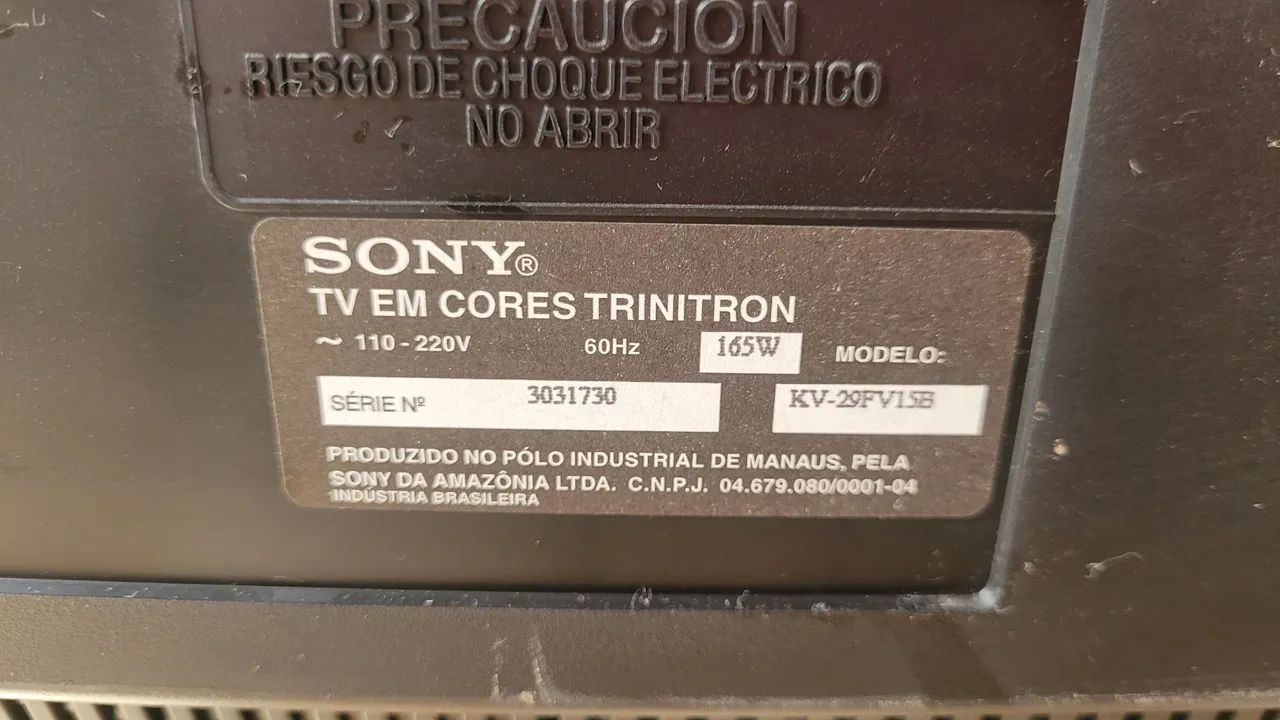 PRECAUCION
RIESGO DE CHOQUE ELECTRICO
NO ABRIR
SONY®
TV EM CORES TRINITRON
~ 110 - 220V 60Hz 165W MODELO:
SÉRIE Nº 3031730 KV-29FV15B
PRODUZIDO NO PÓLO INDUSTRIAL DE MANAUS, PELA
SONY DA AMAZÔNIA LTDA. C.N.P.J. 04.679.080/0001-04
INDÚSTRIA BRASILEIRA